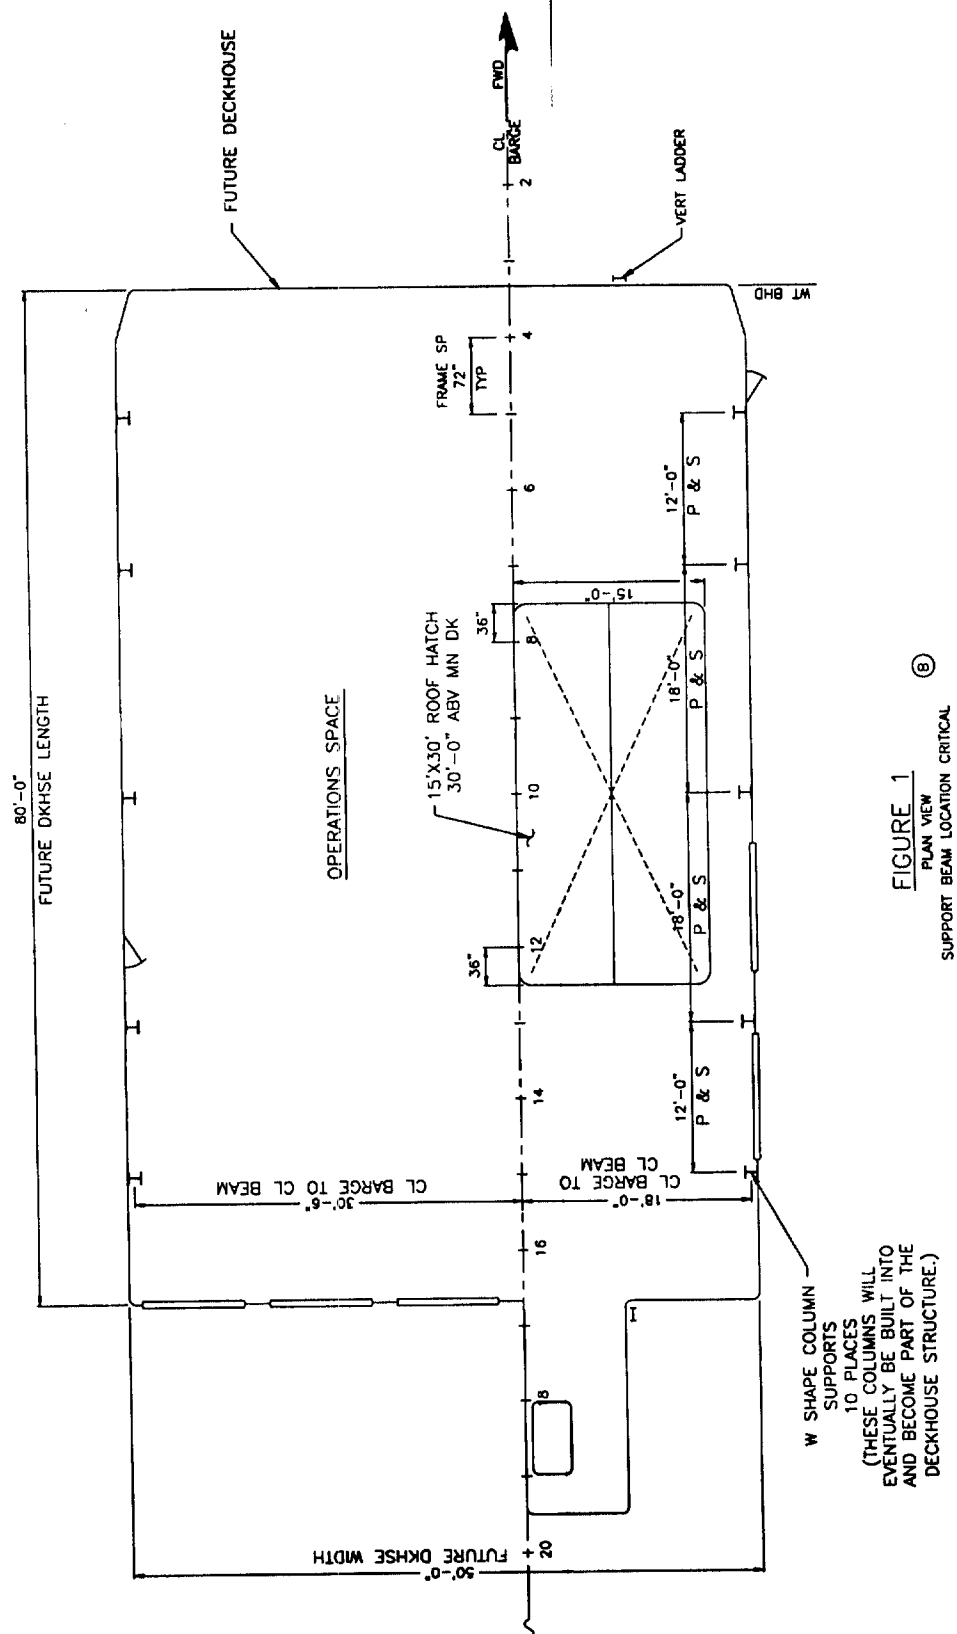 FUTURE DECKHOUSE
CL
BARGE
FWD
2
VERT LADDER
WT BHD
80'-0"
FUTURE DKHSE LENGTH
FRAME SP
72"
TYP
4
6
12'-0"
P & S
OPERATIONS SPACE
15'X30' ROOF HATCH
30'-0" ABV MN DK
36"
8
15'-0"
18'-0"
P & S
10
18'-0"
P & S
36"
12
12'-0"
P & S
14
CL BARGE TO CL BEAM
30'-6"
CL BARGE TO
CL BEAM
18'-0"
16
18
20
FUTURE DKHSE WIDTH
50'-0"
W SHAPE COLUMN
SUPPORTS
10 PLACES
(THESE COLUMNS WILL
EVENTUALLY BE BUILT INTO
AND BECOME PART OF THE
DECKHOUSE STRUCTURE.)
FIGURE 1
PLAN VIEW
SUPPORT BEAM LOCATION CRITICAL
B